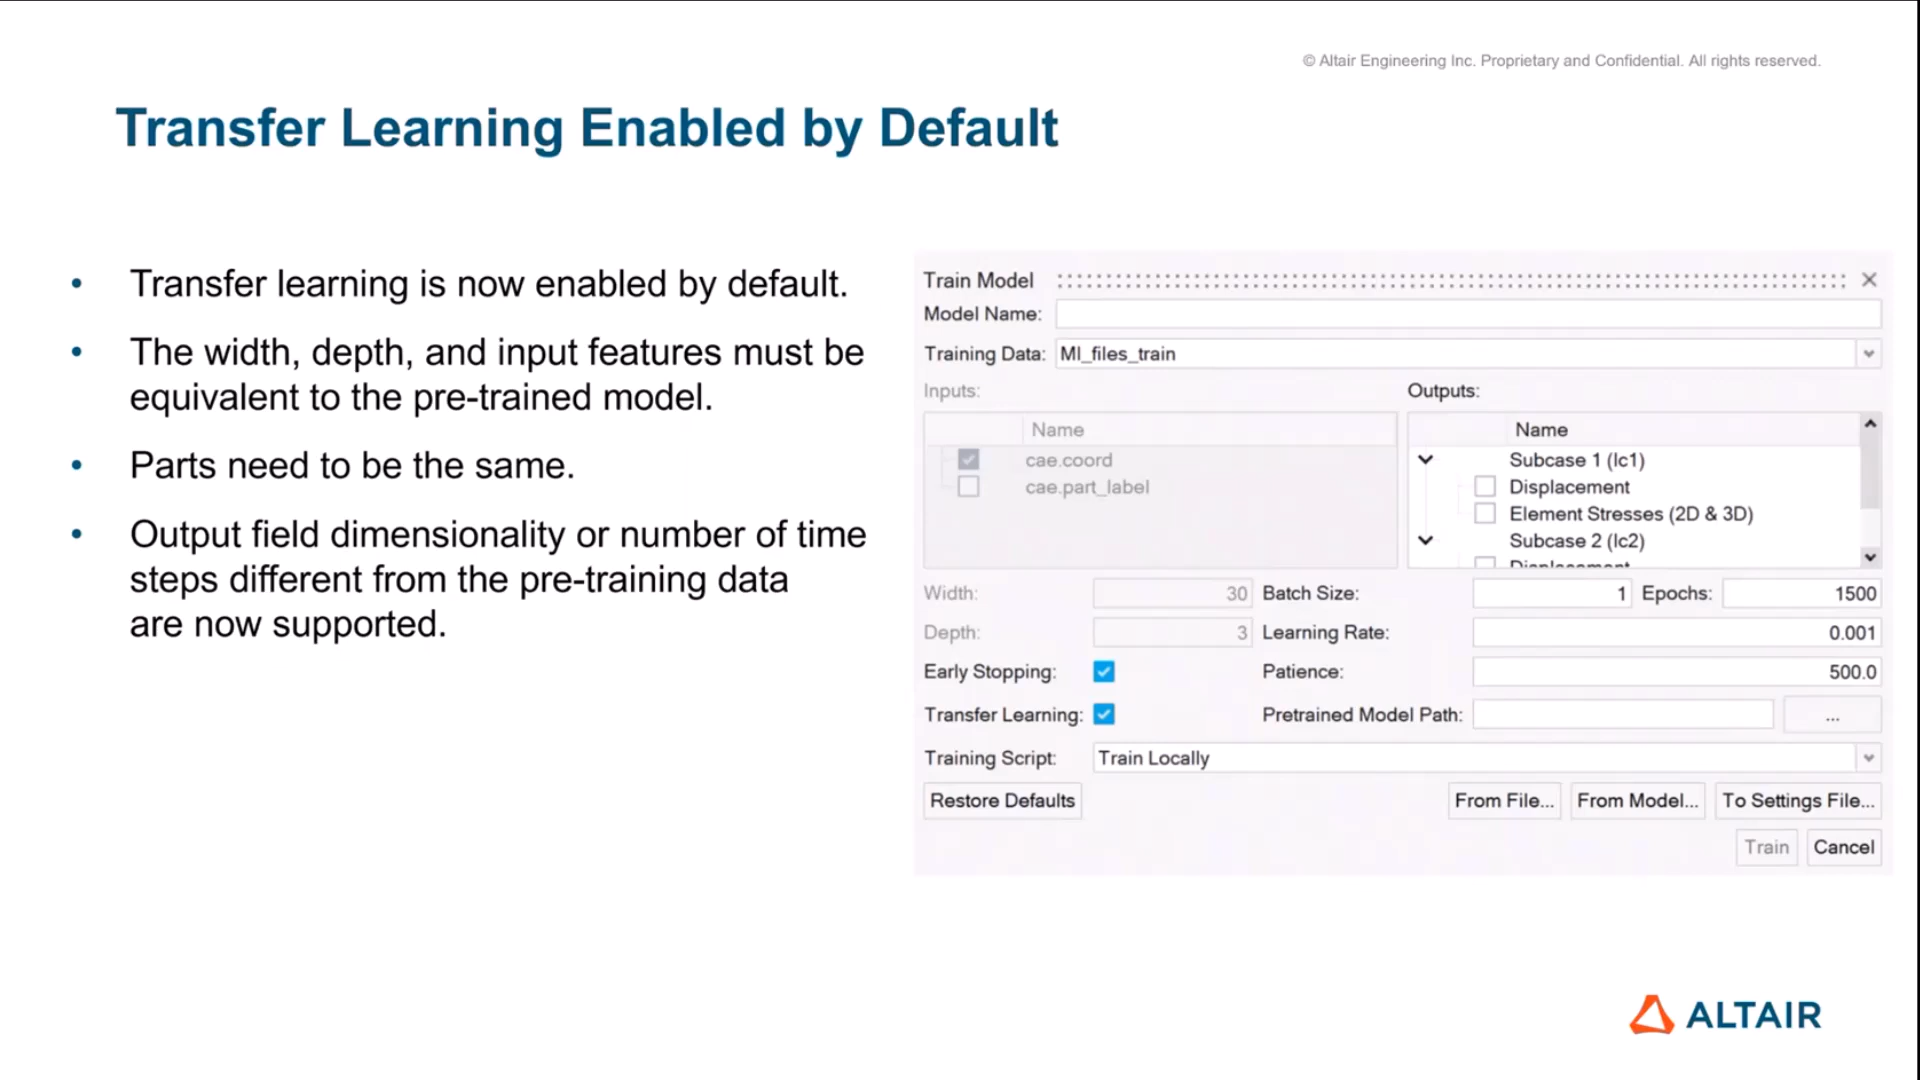 © Altair Engineering Inc. Proprietary and Confidential. All rights reserved.
Transfer Learning Enabled by Default
• Transfer learning is now enabled by default.
• The width, depth, and input features must be
equivalent to the pre-trained model.
• Parts need to be the same.
• Output field dimensionality or number of time
steps different from the pre-training data
are now supported.
Train Model
Model Name:
Training Data: Ml_files_train
Inputs: Outputs:
Name Name
cae.coord Subcase 1 (lc1)
cae.part_label Displacement
Element Stresses (2D & 3D)
Subcase 2 (lc2)
Displacement
Width: 30 Batch Size: 1 Epochs: 1500
Depth: 3 Learning Rate: 0.001
Early Stopping: Patience: 500.0
Transfer Learning: Pretrained Model Path: ...
Training Script: Train Locally
Restore Defaults From File... From Model... To Settings File...
Train Cancel
ALTAIR